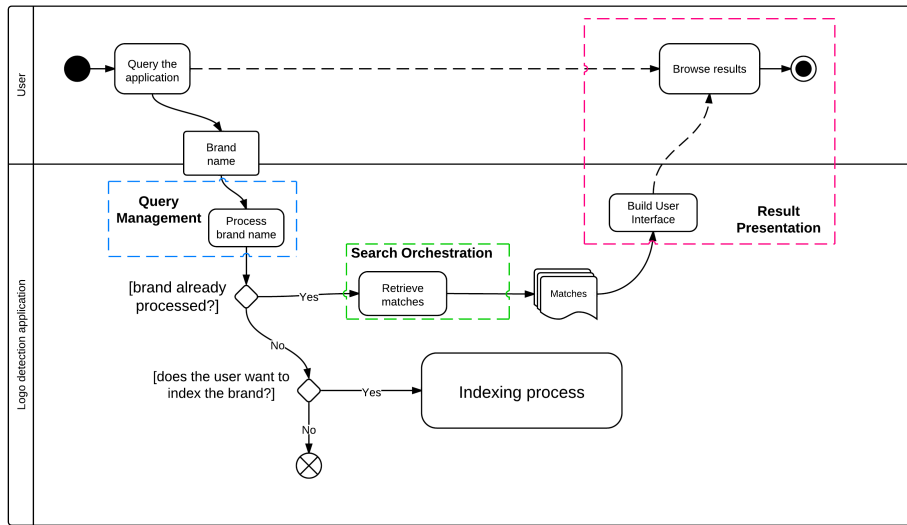 User
Query the
application
Browse results
Brand
name
Query
Management
Process
brand name
Build User
Interface
Result
Presentation
Logo detection application
Search Orchestration
[brand already
processed?]
Yes
Retrieve
matches
Matches
No
[does the user want to
index the brand?]
Yes
Indexing process
No